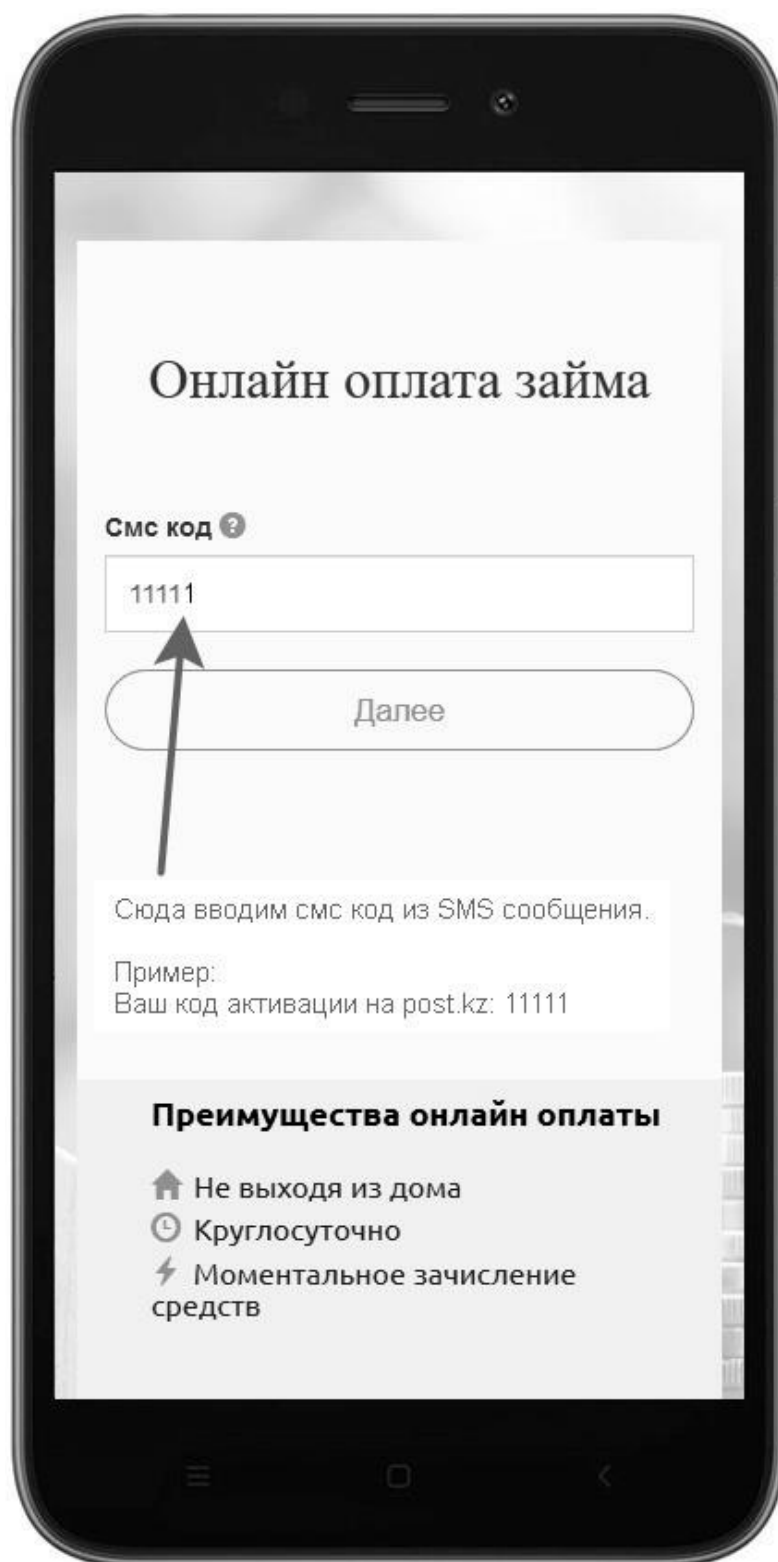 Онлайн оплата займа
Смс код ?
11111
Далее
Сюда вводим смс код из SMS сообщения.
Пример:
Ваш код активации на post.kz: 11111
Преимущества онлайн оплаты
Не выходя из дома
Круглосуточно
Моментальное зачисление
средств